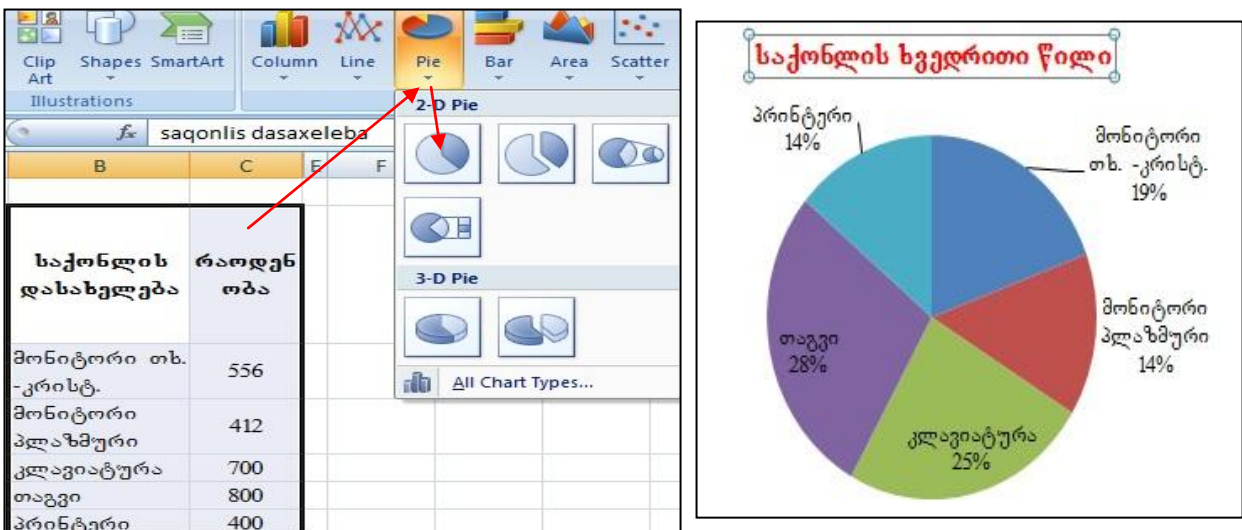 Clip Art
Shapes
SmartArt
Column
Line
Pie
Bar
Area
Scatter
Illustrations
fx saqonlis dasaxeleba
B C E F
2-D Pie
3-D Pie
All Chart Types...
საქონლის
დასახელება
რაოდენ
ობა
მონიტორი თხ.
-კრისტ.
556
მონიტორი
პლაზმური
412
კლავიატურა 700
თაგვი 800
პრინტერი 400
საქონლის ხვედრითი წილი
პრინტერი
14%
მონიტორი
თხ. -კრისტ.
19%
მონიტორი
პლაზმური
14%
თაგვი
28%
კლავიატურა
25%